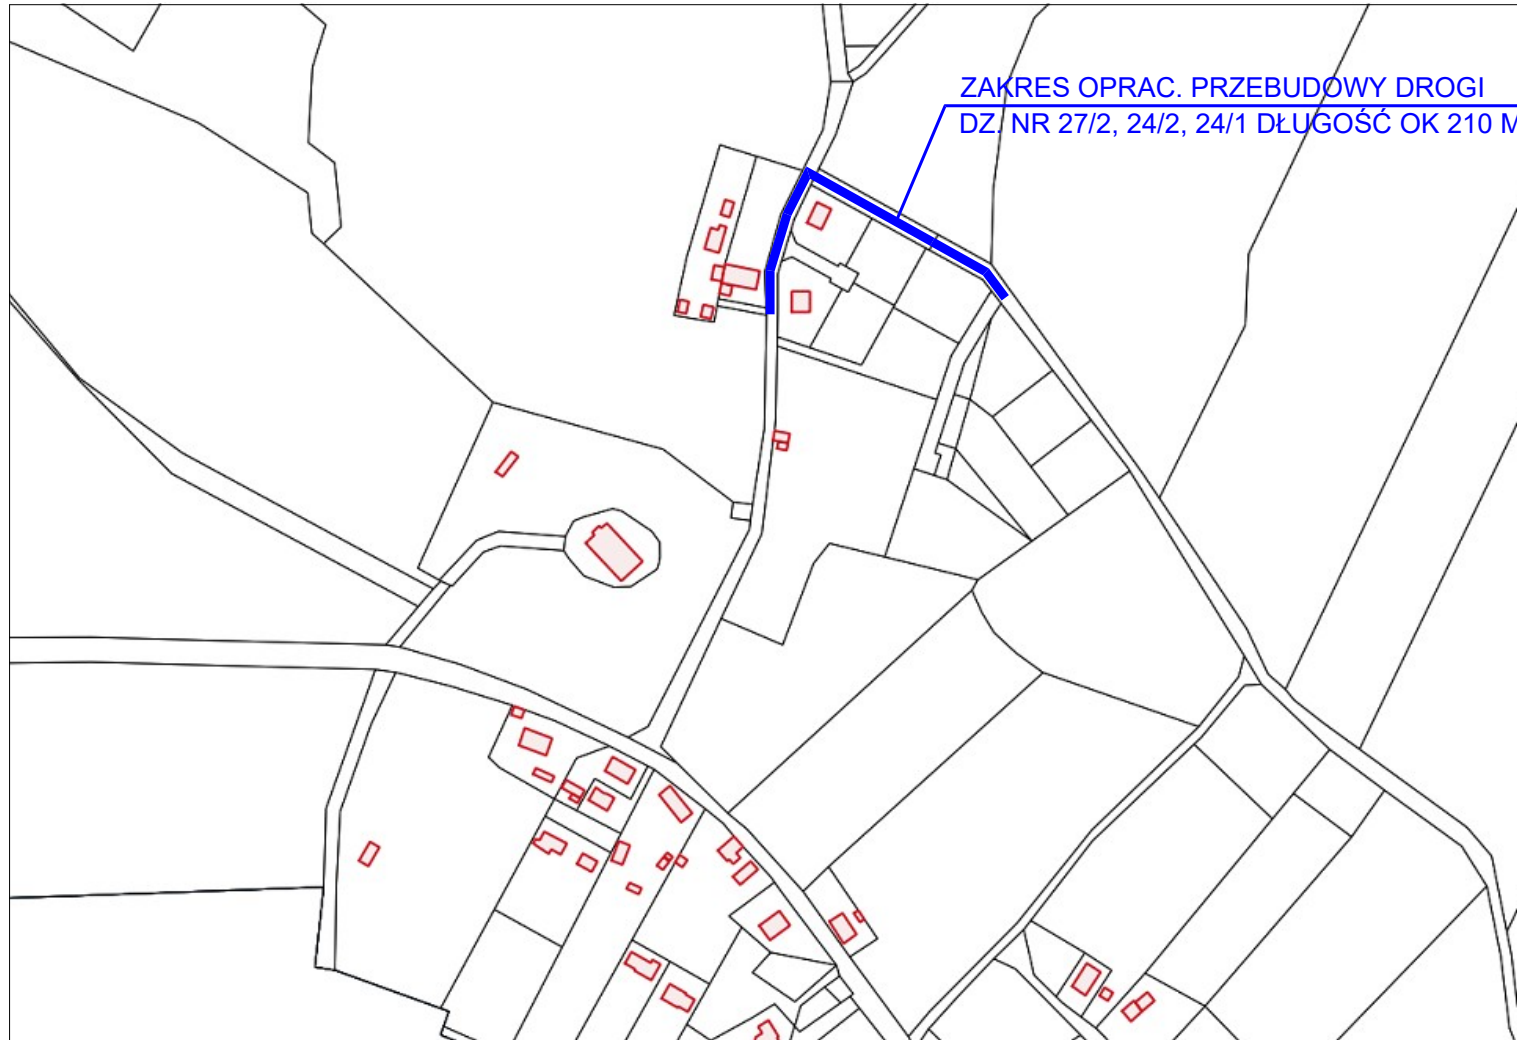 ZAKRES OPRAC. PRZEBUDOWY DROGI
DZ. NR 27/2, 24/2, 24/1 DŁUGOŚĆ OK 210 M